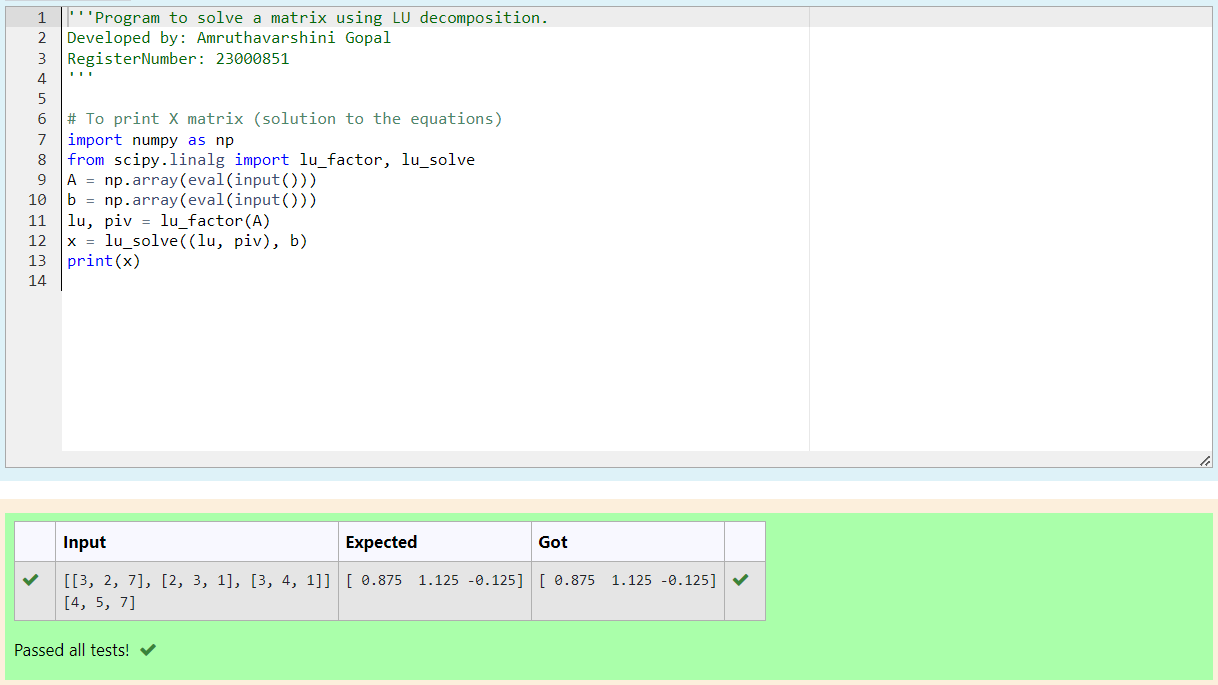 1 '''Program to solve a matrix using LU decomposition.
2 Developed by: Amruthavarshini Gopal
3 RegisterNumber: 23000851
4 '''
5
6 # To print X matrix (solution to the equations)
7 import numpy as np
8 from scipy.linalg import lu_factor, lu_solve
9 A = np.array(eval(input()))
10 b = np.array(eval(input()))
11 lu, piv = lu_factor(A)
12 x = lu_solve((lu, piv), b)
13 print(x)
14
Input Expected Got
[[3, 2, 7], [2, 3, 1], [3, 4, 1]] [ 0.875  1.125 -0.125] [ 0.875  1.125 -0.125]
[4, 5, 7]
Passed all tests!